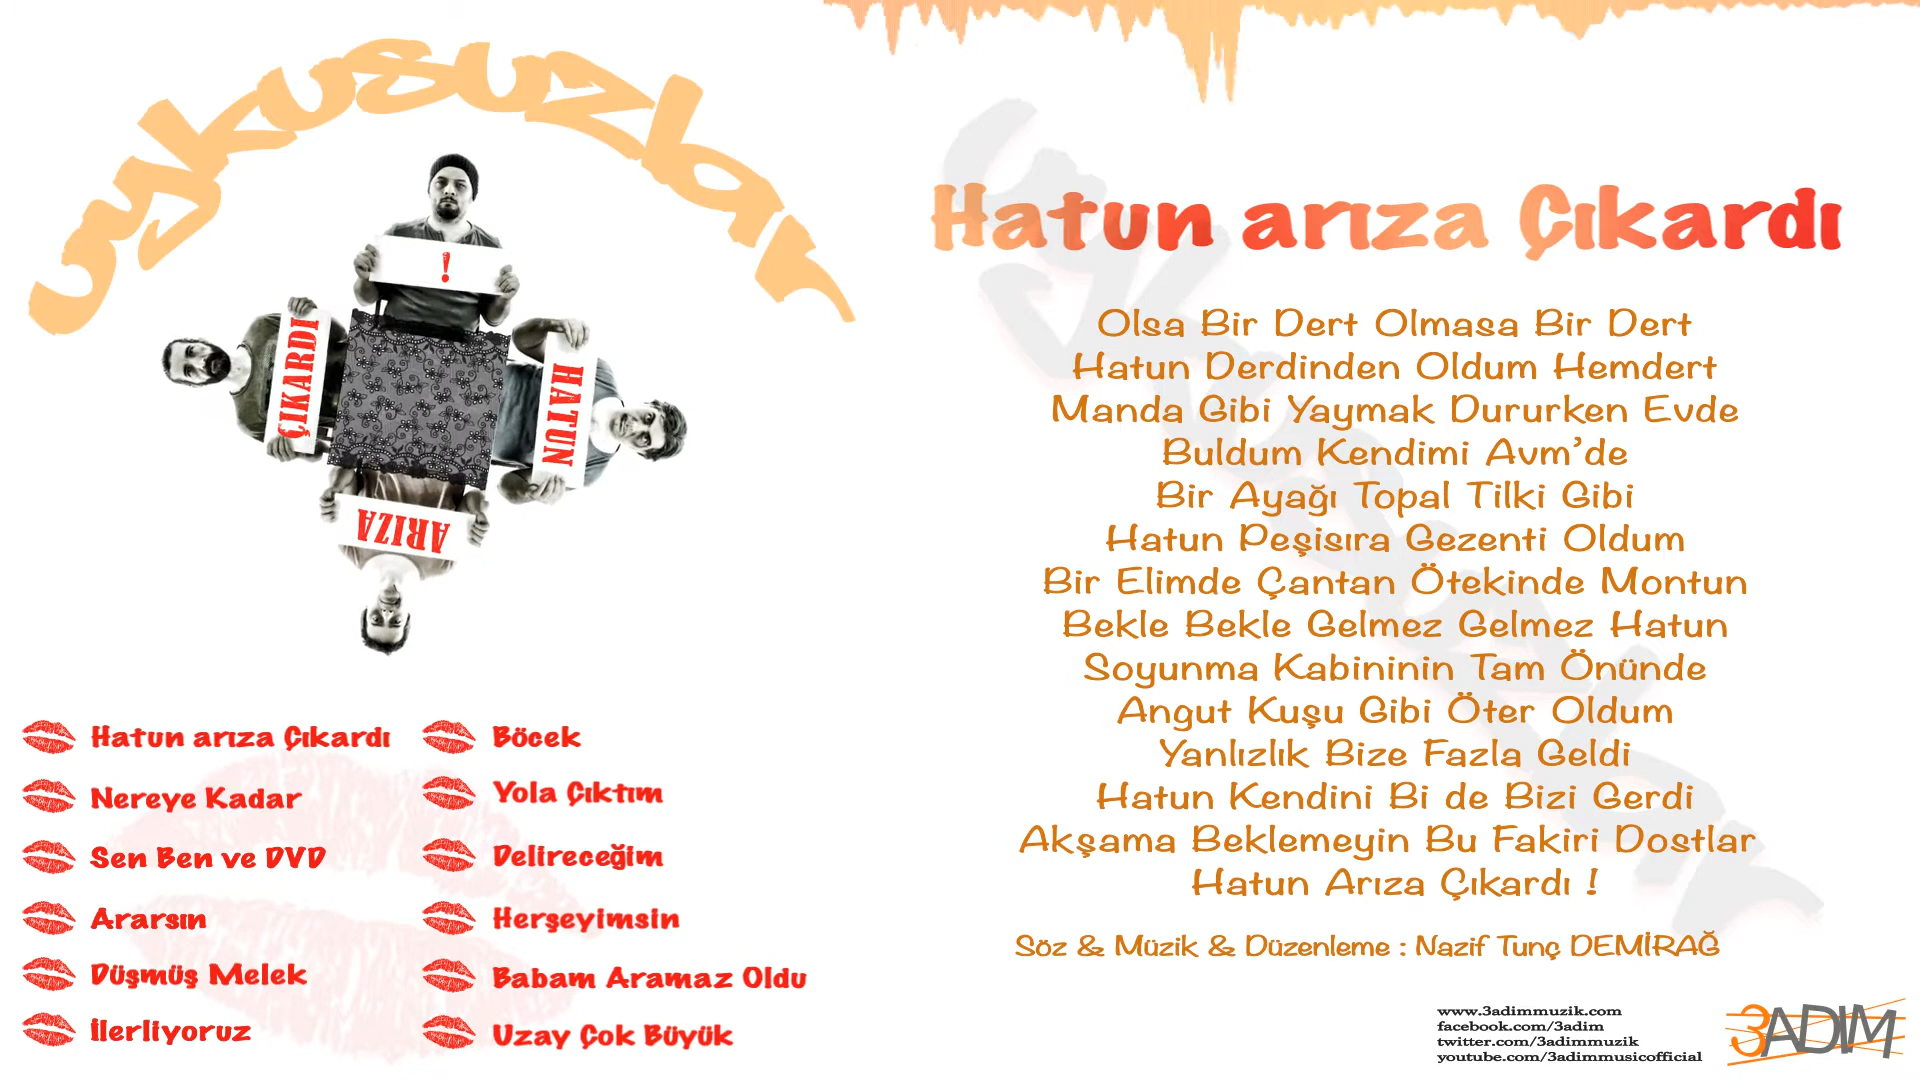 uykusuzlar
!
ÇIKARDI
HATUN
ARIZA
Hatun arıza Çıkardı
Nereye Kadar
Sen Ben ve DVD
Ararsın
Düşmüş Melek
İlerliyoruz
Böcek
Yola Çıktım
Delireceğim
Herşeyimsin
Babam Aramaz Oldu
Uzay Çok Büyük
uykusuzlar
Hatun arıza Çıkardı
Olsa Bir Dert Olmasa Bir Dert
Hatun Derdinden Oldum Hemdert
Manda Gibi Yaymak Dururken Evde
Buldum Kendimi Avm'de
Bir Ayağı Topal Tilki Gibi
Hatun Peşisıra Gezenti Oldum
Bir Elimde Çantan Ötekinde Montun
Bekle Bekle Gelmez Gelmez Hatun
Soyunma Kabininin Tam Önünde
Angut Kuşu Gibi Öter Oldum
Yanlızlık Bize Fazla Geldi
Hatun Kendini Bi de Bizi Gerdi
Akşama Beklemeyin Bu Fakiri Dostlar
Hatun Arıza Çıkardı !
Söz & Müzik & Düzenleme : Nazif Tunç DEMİRAĞ
www.3adimmuzik.com
facebook.com/3adim
twitter.com/3adimmuzik
youtube.com/3adimmusicofficial
3ADIM